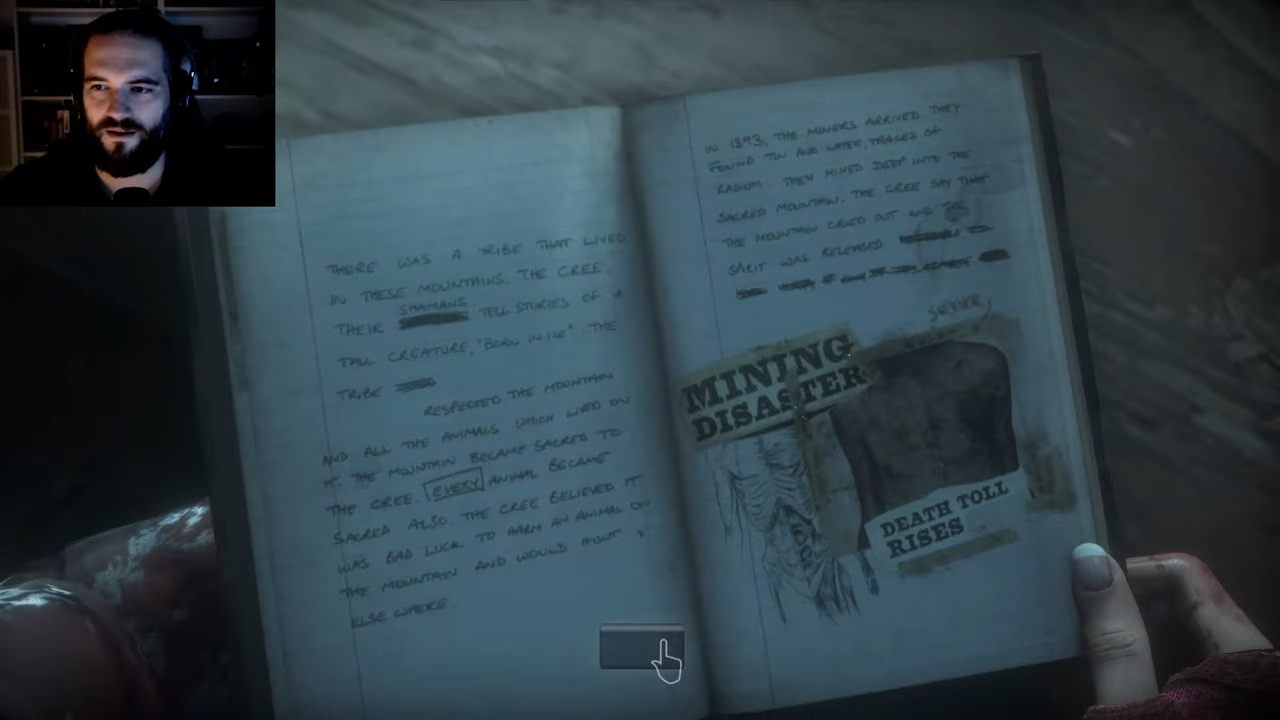 THERE WAS A TRIBE THAT LIVED
IN THESE MOUNTAINS. THE CREE.
THEIR SHAMANS TELL STORIES OF A
TALL CREATURE, "BORN IN ICE". THE
TRIBE
RESPECTED THE MOUNTAIN
AND ALL THE ANIMALS WHICH LIVED ON
IT. THE MOUNTAIN BECAME SACRED TO
THE CREE. EVERY ANIMAL BECAME
SACRED ALSO. THE CREE BELIEVED IT
WAS BAD LUCK TO HARM AN ANIMAL ON
THE MOUNTAIN AND WOULD HUNT
ELSEWHERE.
IN 1893, THE MINERS ARRIVED THEY
FOUND TIN AND LATER, TRACES OF
RADIUM. THEY MINED DEEP INTO THE
SACRED MOUNTAIN. THE CREE SAY THAT
THE MOUNTAIN CRIED OUT AND THE
SPIRIT WAS RELEASED
MINING
DISASTER
DEATH TOLL
RISES